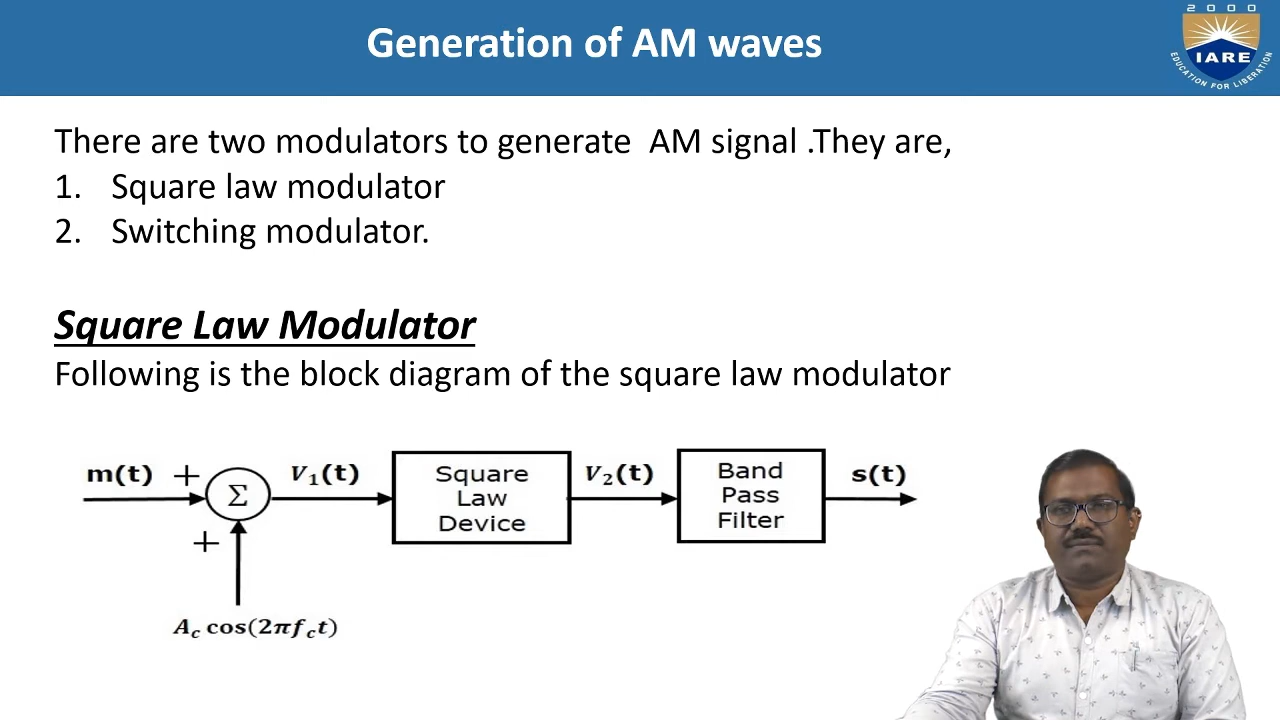 Generation of AM waves
2000
IARE
EDUCATION FOR LIBERATION
There are two modulators to generate  AM signal .They are,
1. Square law modulator
2. Switching modulator.
Square Law Modulator
Following is the block diagram of the square law modulator
m(t) + V₁(t) Square Law Device V₂(t) Band Pass Filter s(t)
Σ
+
A_c cos(2πf_ct)